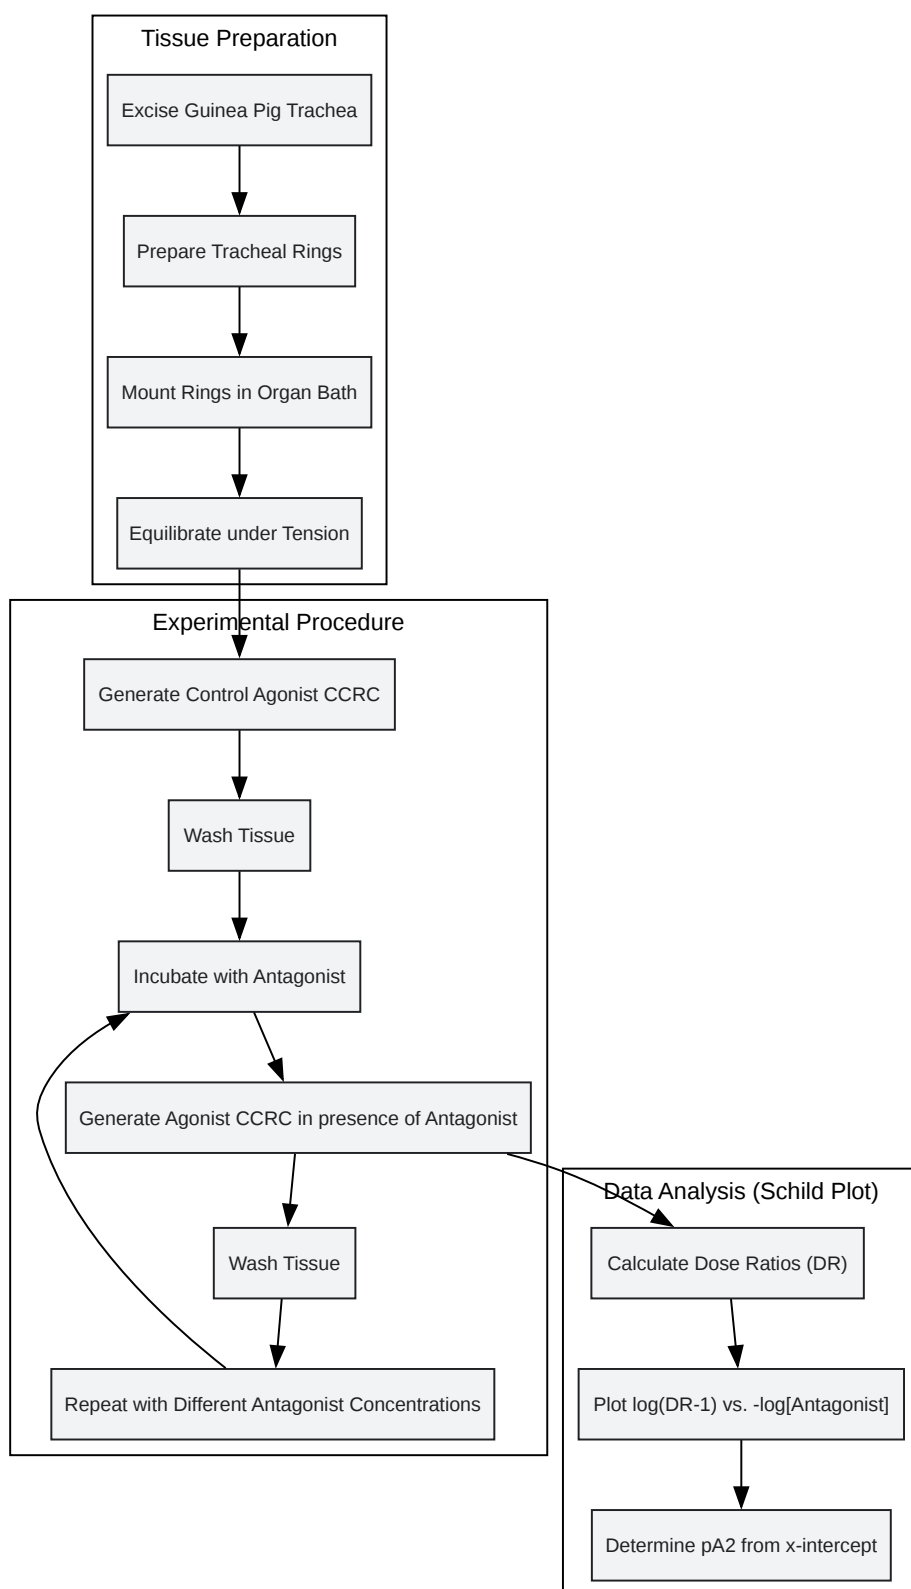 Tissue Preparation
Excise Guinea Pig Trachea
Prepare Tracheal Rings
Mount Rings in Organ Bath
Equilibrate under Tension
Experimental Procedure
Generate Control Agonist CCRC
Wash Tissue
Incubate with Antagonist
Generate Agonist CCRC in presence of Antagonist
Wash Tissue
Repeat with Different Antagonist Concentrations
Data Analysis (Schild Plot)
Calculate Dose Ratios (DR)
Plot log(DR-1) vs. -log[Antagonist]
Determine pA2 from x-intercept